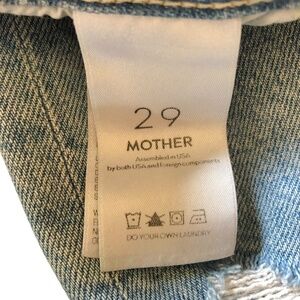 29
MOTHER
Assembled in USA
by both USA and foreign components
DO YOUR OWN LAUNDRY